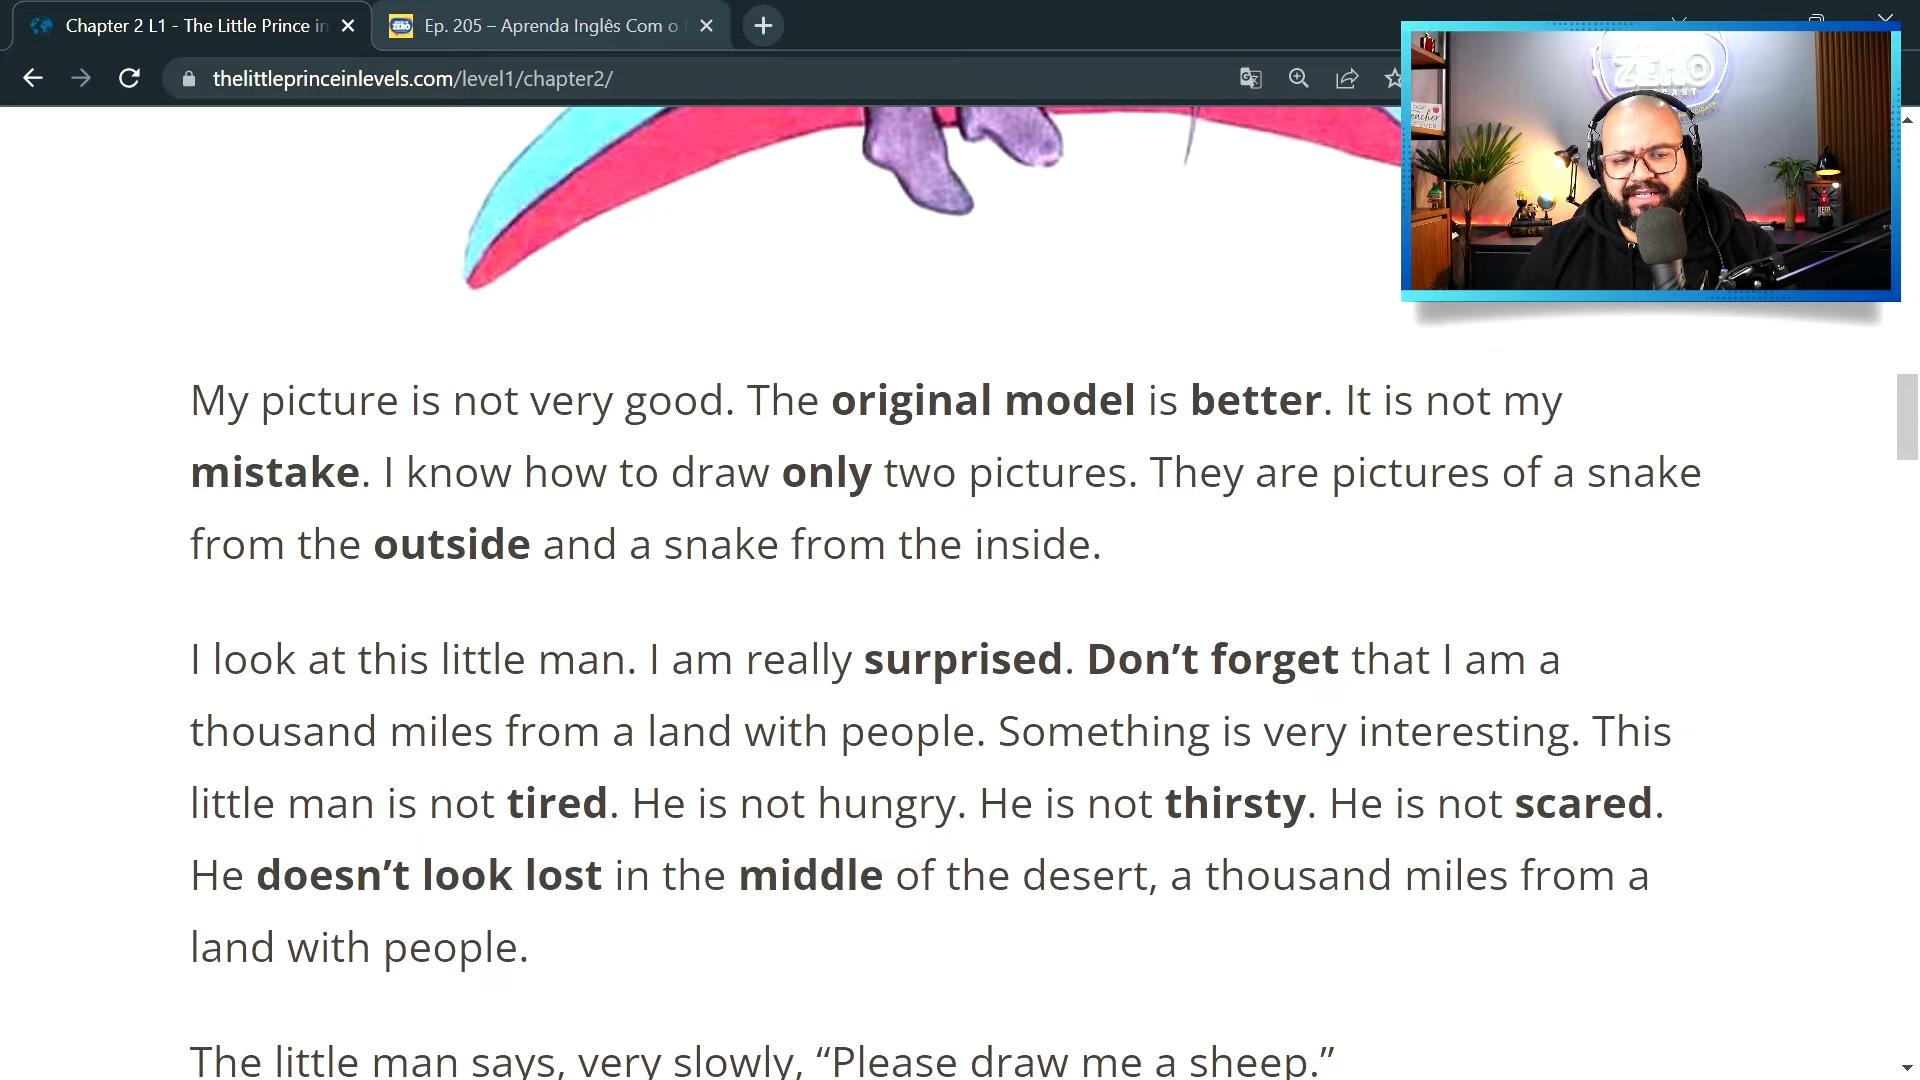 Chapter 2 L1 - The Little Prince in
Ep. 205 – Aprenda Inglês Com o
thelittleprinceinlevels.com/level1/chapter2/
ZERO
My picture is not very good. The original model is better. It is not my
mistake. I know how to draw only two pictures. They are pictures of a snake
from the outside and a snake from the inside.
I look at this little man. I am really surprised. Don’t forget that I am a
thousand miles from a land with people. Something is very interesting. This
little man is not tired. He is not hungry. He is not thirsty. He is not scared.
He doesn’t look lost in the middle of the desert, a thousand miles from a
land with people.
The little man says, very slowly, “Please draw me a sheep.”